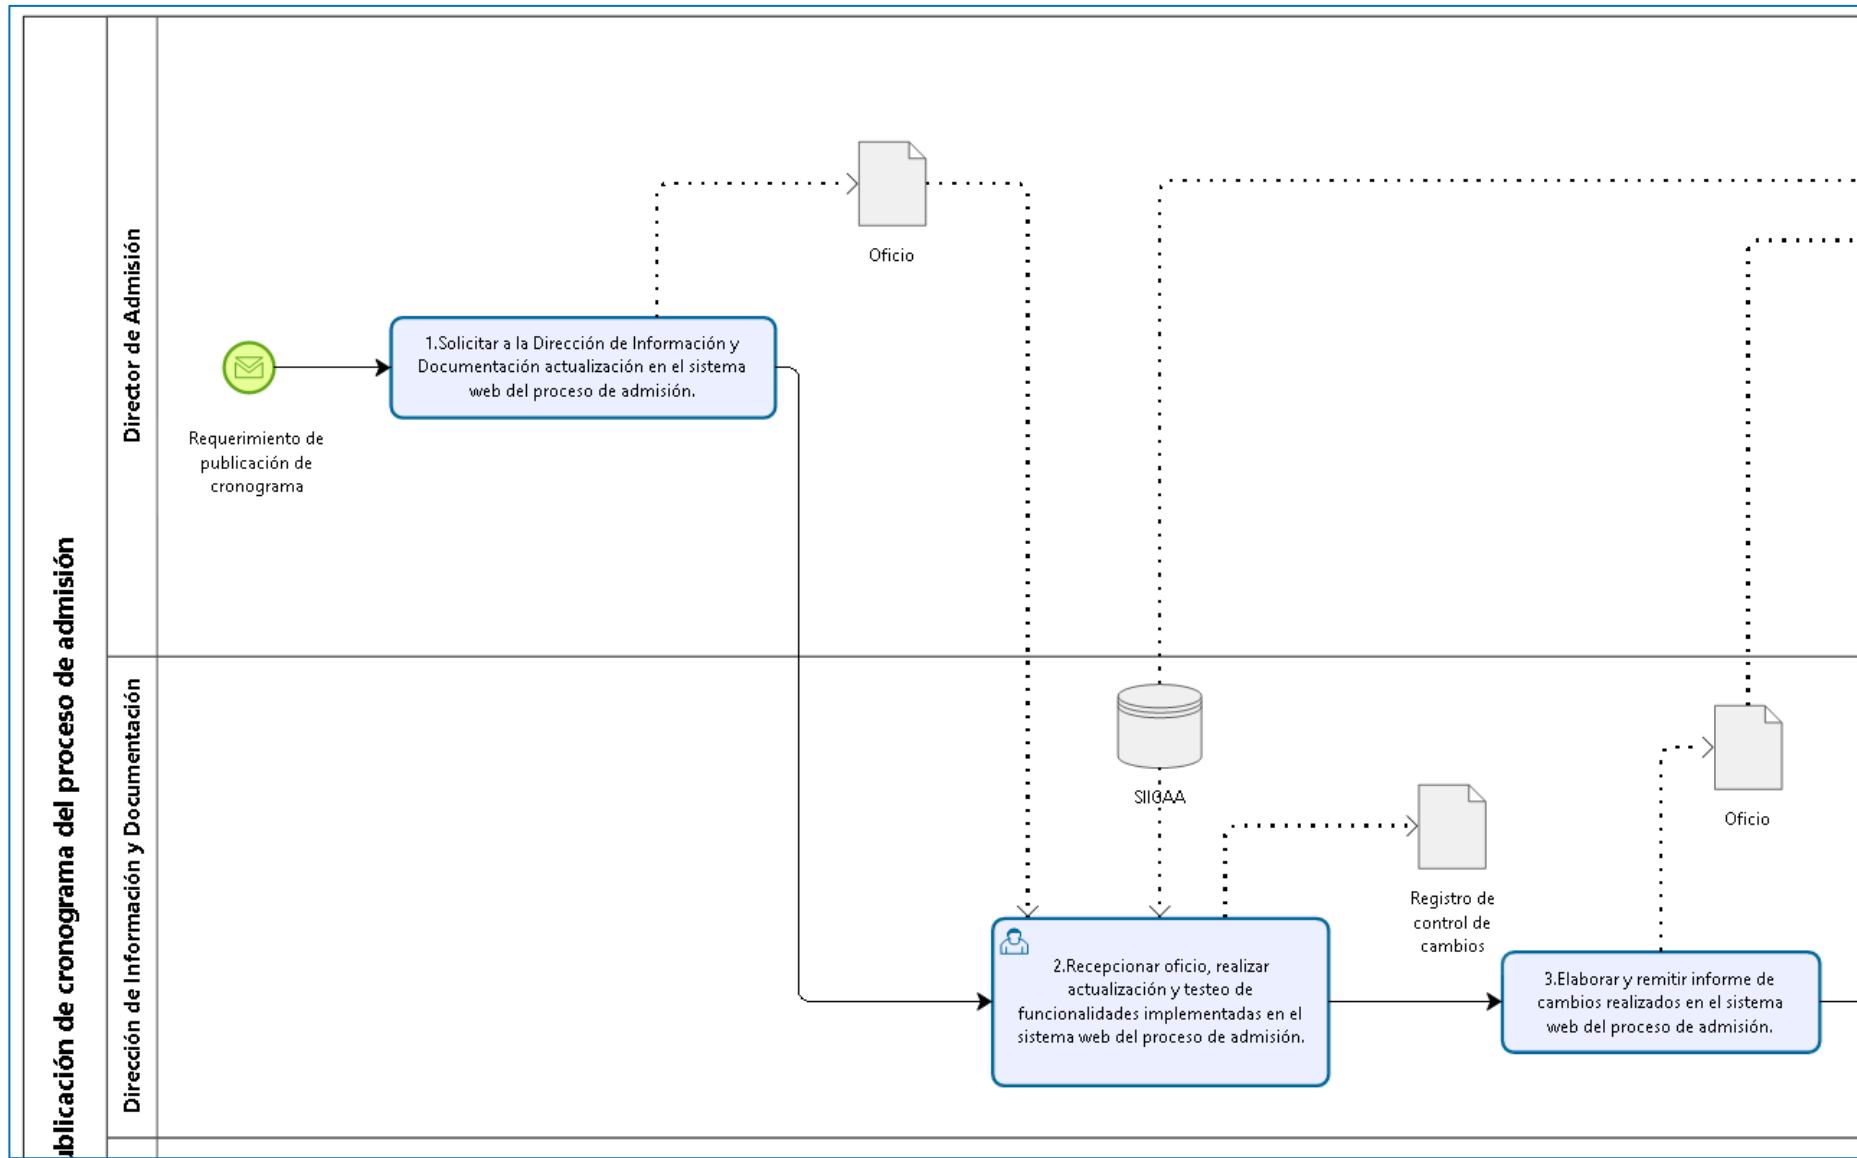 ublicación de cronograma del proceso de admisión
Director de Admisión
Oficio
1.Solicitar a la Dirección de Información y
Documentación actualización en el sistema
web del proceso de admisión.
Requerimiento de
publicación de
cronograma
Dirección de Información y Documentación
SIIGAA
Oficio
Registro de
control de
cambios
2.Recepcionar oficio, realizar
actualización y testeo de
funcionalidades implementadas en el
sistema web del proceso de admisión.
3.Elaborar y remitir informe de
cambios realizados en el sistema
web del proceso de admisión.